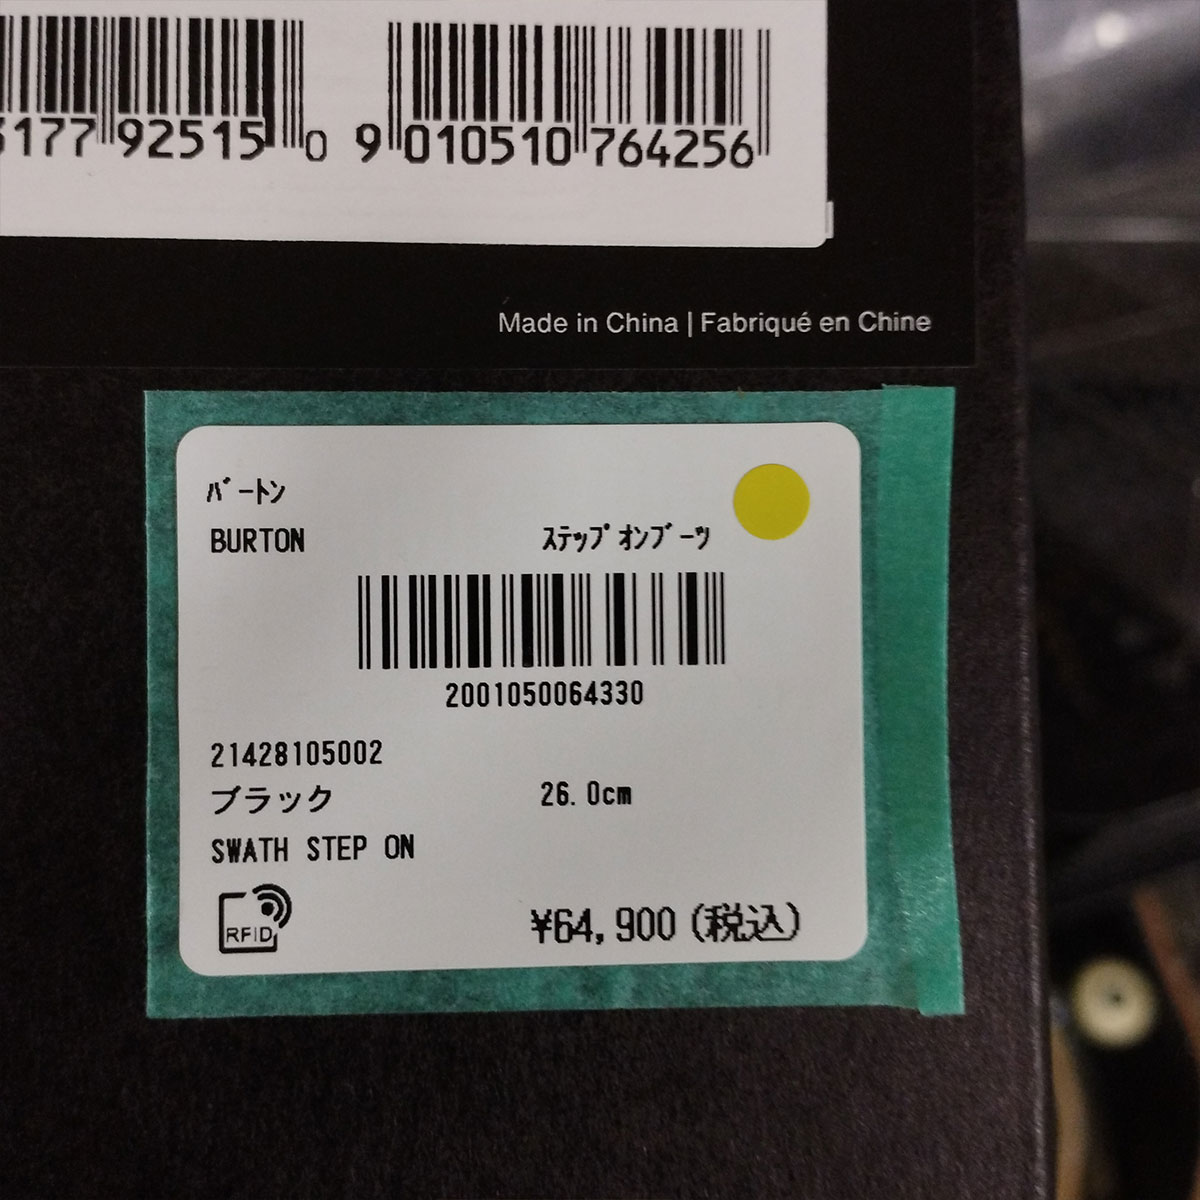 177 92515 0 9 010510 764256
Made in China | Fabriqué en Chine
ﾊﾞｰﾄﾝ
BURTON ｽﾃｯﾌﾟｵﾝﾌﾞｰﾂ
2001050064330
21428105002
ブラック 26.0cm
SWATH STEP ON
RFID
¥64,900(税込)